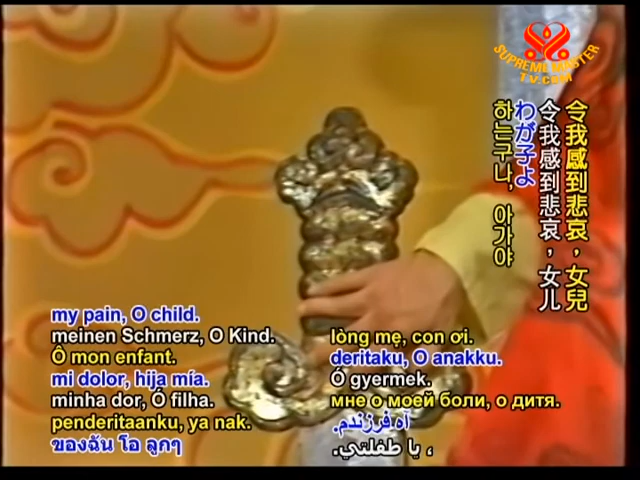 SUPREME MASTER
TV.COM
令我感到悲哀，女兒
令我感到悲哀，女儿
わが子よ
하는구나, 아가야
my pain, O child.
meinen Schmerz, O Kind.
Ô mon enfant.
mi dolor, hija mía.
minha dor, Ó filha.
penderitaanku, ya nak.
ของฉัน โอ ลูกๆ
lòng mẹ, con ơi.
deritaku, O anakku.
Ó gyermek.
мне о моей боли, о дитя.
آه فرزندم.
، يا طفلتي.